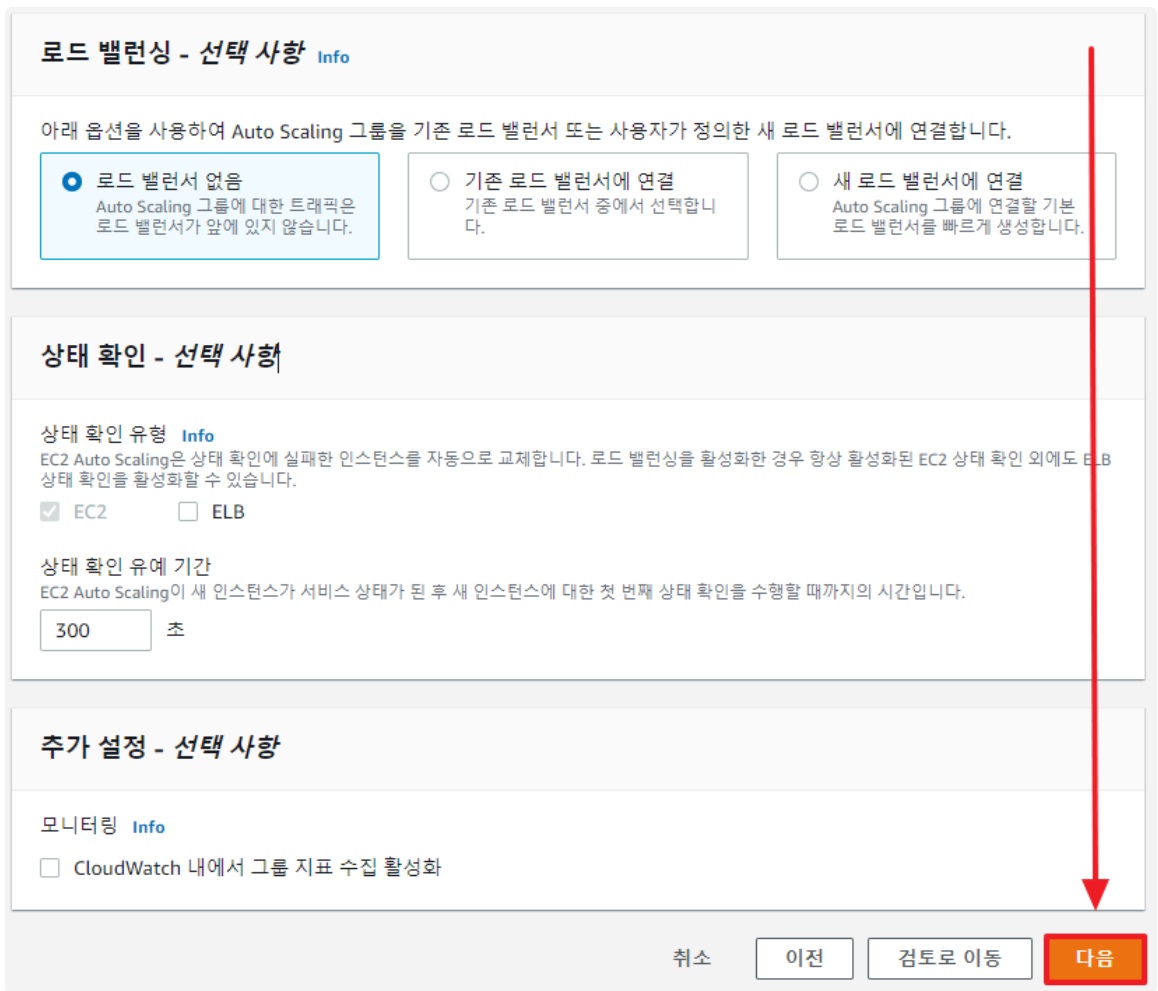 로드 밸런싱 - 선택 사항 Info
아래 옵션을 사용하여 Auto Scaling 그룹을 기존 로드 밸런서 또는 사용자가 정의한 새 로드 밸런서에 연결합니다.
로드 밸런서 없음
Auto Scaling 그룹에 대한 트래픽은
로드 밸런서가 앞에 있지 않습니다.
기존 로드 밸런서에 연결
기존 로드 밸런서 중에서 선택합니
다.
새 로드 밸런서에 연결
Auto Scaling 그룹에 연결할 기본
로드 밸런서를 빠르게 생성합니다.
상태 확인 - 선택 사항
상태 확인 유형 Info
EC2 Auto Scaling은 상태 확인에 실패한 인스턴스를 자동으로 교체합니다. 로드 밸런싱을 활성화한 경우 항상 활성화된 EC2 상태 확인 외에도 ELB
상태 확인을 활성화할 수 있습니다.
EC2 ELB
상태 확인 유예 기간
EC2 Auto Scaling이 새 인스턴스가 서비스 상태가 된 후 새 인스턴스에 대한 첫 번째 상태 확인을 수행할 때까지의 시간입니다.
300 초
추가 설정 - 선택 사항
모니터링 Info
CloudWatch 내에서 그룹 지표 수집 활성화
취소 이전 검토로 이동 다음